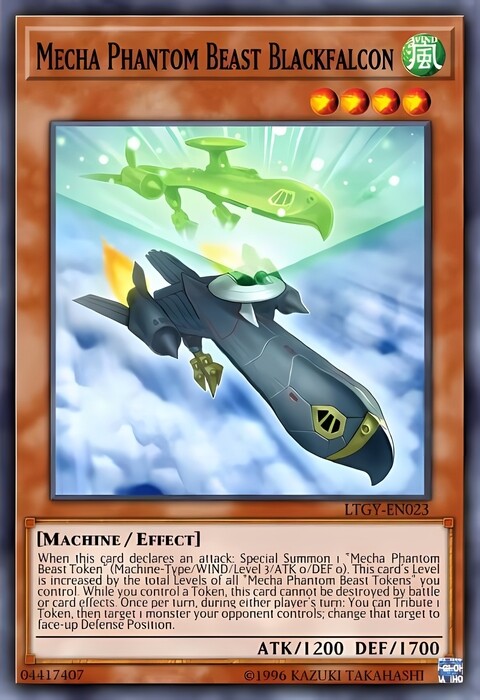 Mecha Phantom Beast Blackfalcon
風
LTGY-EN023
[Machine / Effect]
When this card declares an attack: Special Summon 1 "Mecha Phantom
Beast Token" (Machine-Type/WIND/Level 3/ATK 0/DEF 0). This card's Level
is increased by the total Levels of all "Mecha Phantom Beast Tokens" you
control. While you control a Token, this card cannot be destroyed by battle
or card effects. Once per turn, during either player's turn: You can Tribute 1
Token, then target 1 monster your opponent controls; change that target to
face-up Defense Position.
ATK/1200 DEF/1700
04417407
©1996 KAZUKI TAKAHASHI